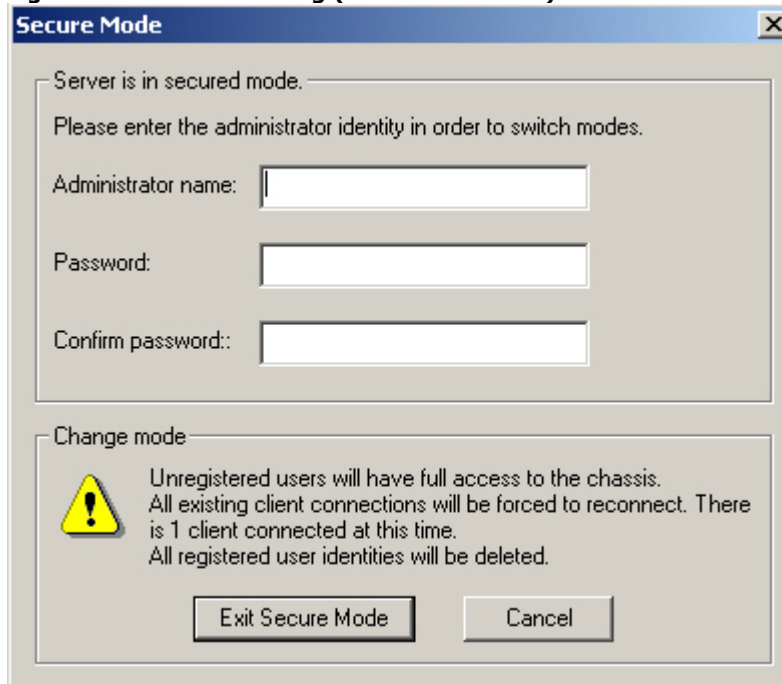 Secure Mode
Server is in secured mode.
Please enter the administrator identity in order to switch modes.
Administrator name:
Password:
Confirm password::
Change mode
Unregistered users will have full access to the chassis.
All existing client connections will be forced to reconnect. There
is 1 client connected at this time.
All registered user identities will be deleted.
Exit Secure Mode
Cancel